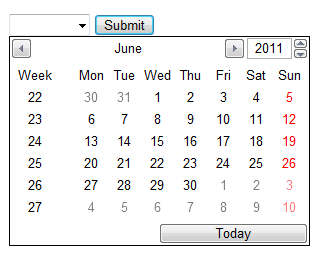 Submit
June 2011
Week Mon Tue Wed Thu Fri Sat Sun
22 30 31 1 2 3 4 5
23 6 7 8 9 10 11 12
24 13 14 15 16 17 18 19
25 20 21 22 23 24 25 26
26 27 28 29 30 1 2 3
27 4 5 6 7 8 9 10
Today